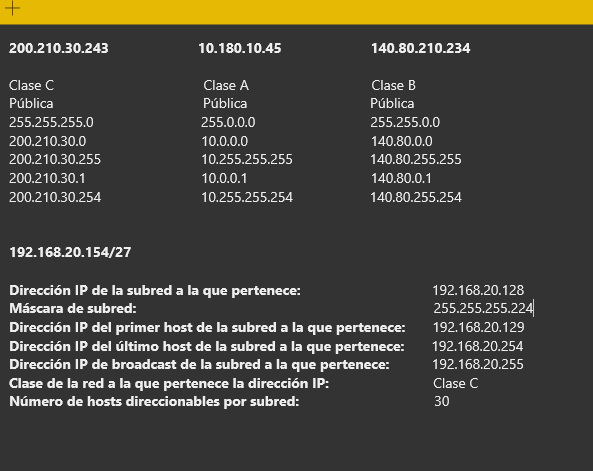 200.210.30.243 10.180.10.45 140.80.210.234
Clase C Clase A Clase B
Pública Pública Pública
255.255.255.0 255.0.0.0 255.255.0.0
200.210.30.0 10.0.0.0 140.80.0.0
200.210.30.255 10.255.255.255 140.80.255.255
200.210.30.1 10.0.0.1 140.80.0.1
200.210.30.254 10.255.255.254 140.80.255.254
192.168.20.154/27
Dirección IP de la subred a la que pertenece: 192.168.20.128
Máscara de subred: 255.255.255.224
Dirección IP del primer host de la subred a la que pertenece: 192.168.20.129
Dirección IP del último host de la subred a la que pertenece: 192.168.20.254
Dirección IP de broadcast de la subred a la que pertenece: 192.168.20.255
Clase de la red a la que pertenece la dirección IP: Clase C
Número de hosts direccionables por subred: 30